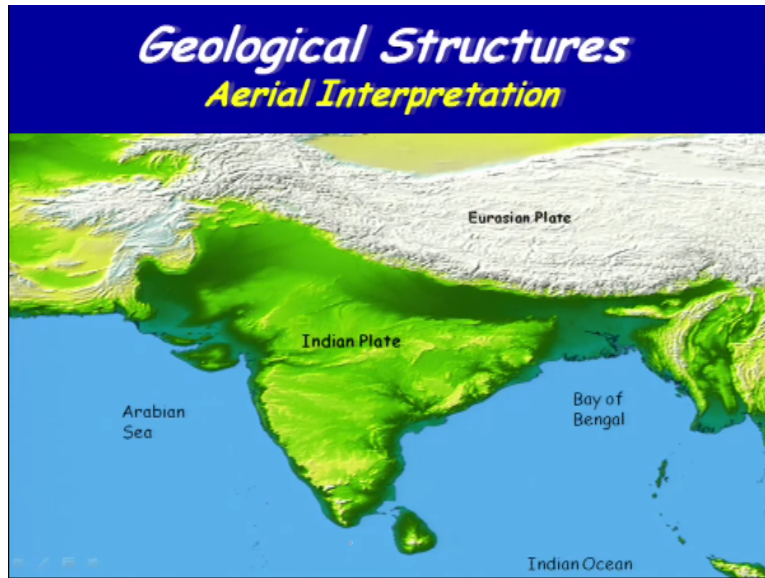 Geological Structures
Aerial Interpretation
Eurasian Plate
Indian Plate
Arabian
Sea
Bay of
Bengal
Indian Ocean